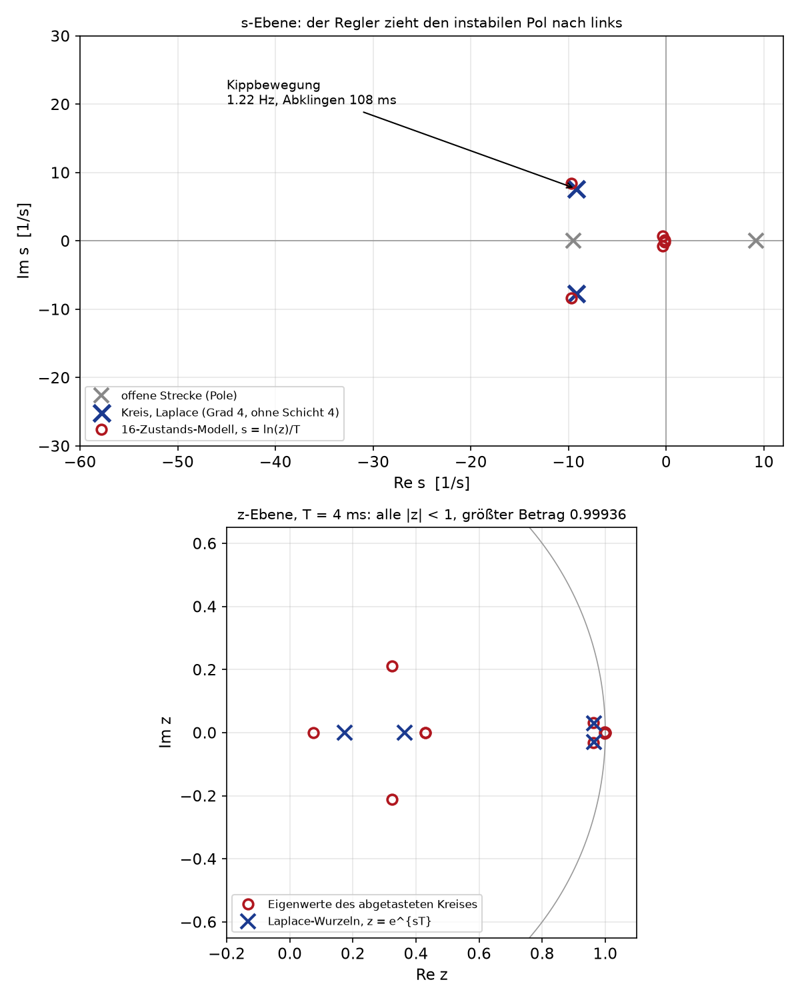 s-Ebene: der Regler zieht den instabilen Pol nach links
30
20
10
0
−10
−20
−30
Im s [1/s]
Kippbewegung
1.22 Hz, Abklingen 108 ms
offene Strecke (Pole)
Kreis, Laplace (Grad 4, ohne Schicht 4)
16-Zustands-Modell, s = ln(z)/T
−60 −50 −40 −30 −20 −10 0 10
Re s [1/s]
z-Ebene, T = 4 ms: alle |z| < 1, größter Betrag 0.99936
0.6
0.4
0.2
0.0
−0.2
−0.4
−0.6
Im z
Eigenwerte des abgetasteten Kreises
Laplace-Wurzeln, z = e^{sT}
−0.2 0.0 0.2 0.4 0.6 0.8 1.0
Re z